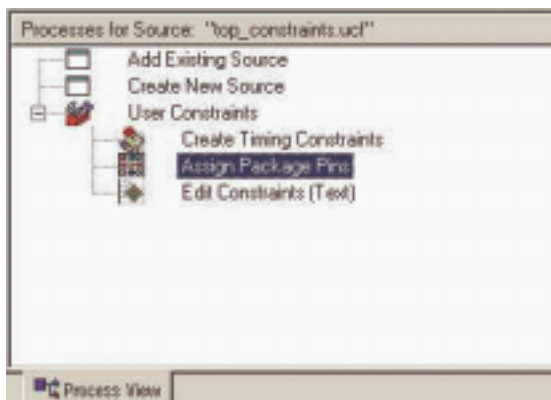 Processes for Source: "top_constraints.ucf"
Add Existing Source
Create New Source
User Constraints
Create Timing Constraints
Assign Package Pins
Edit Constraints (Text)
Process View